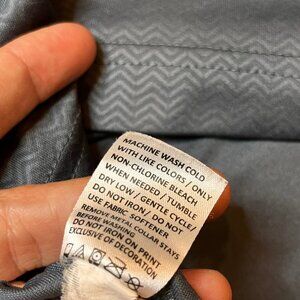 MACHINE WASH COLD
WITH LIKE COLORS / ONLY
NON-CHLORINE BLEACH
WHEN NEEDED / TUMBLE
DRY LOW / GENTLE CYCLE /
DO NOT IRON / OR NOT
USE FABRIC SOFTENER
REMOVE METAL COLLAR STAYS
BEFORE WASHING
DO NOT IRON ON PRINT
EXCLUSIVE OF DECORATION